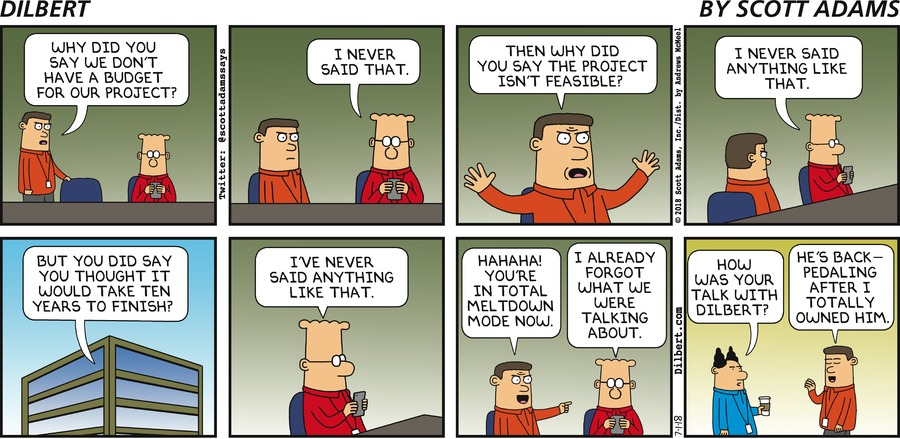 DILBERT
BY SCOTT ADAMS
WHY DID YOU
SAY WE DON'T
HAVE A BUDGET
FOR OUR PROJECT?
Twitter: @scottadamssays
I NEVER
SAID THAT.
THEN WHY DID
YOU SAY THE PROJECT
ISN'T FEASIBLE?
© 2018 Scott Adams, Inc./Dist. by Andrews McMeel
I NEVER SAID
ANYTHING LIKE
THAT.
BUT YOU DID SAY
YOU THOUGHT IT
WOULD TAKE TEN
YEARS TO FINISH?
I'VE NEVER
SAID ANYTHING
LIKE THAT.
HAHAHA!
YOU'RE
IN TOTAL
MELTDOWN
MODE NOW.
I ALREADY
FORGOT
WHAT WE
WERE
TALKING
ABOUT.
Dilbert.com
7-1-18
HOW
WAS YOUR
TALK WITH
DILBERT?
HE'S BACK—
PEDALING
AFTER I
TOTALLY
OWNED HIM.